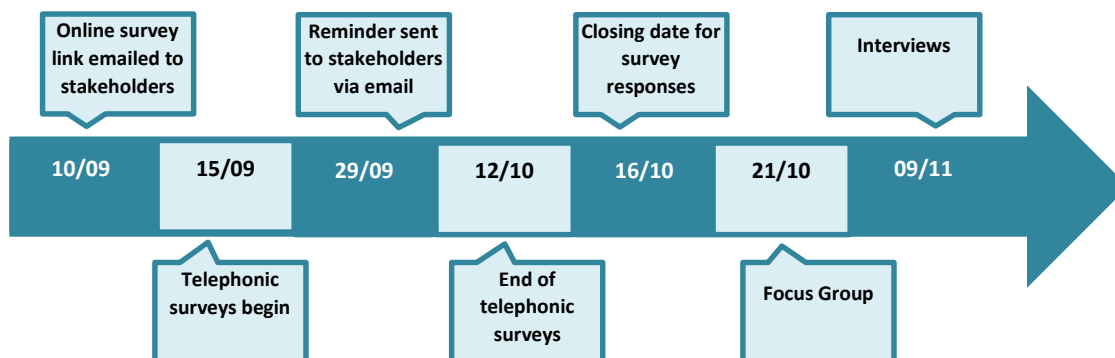 Online survey
link emailed to
stakeholders
Reminder sent
to stakeholders
via email
Closing date for
survey
responses
Interviews
10/09
15/09
29/09
12/10
16/10
21/10
09/11
Telephonic
surveys begin
End of
telephonic
surveys
Focus Group